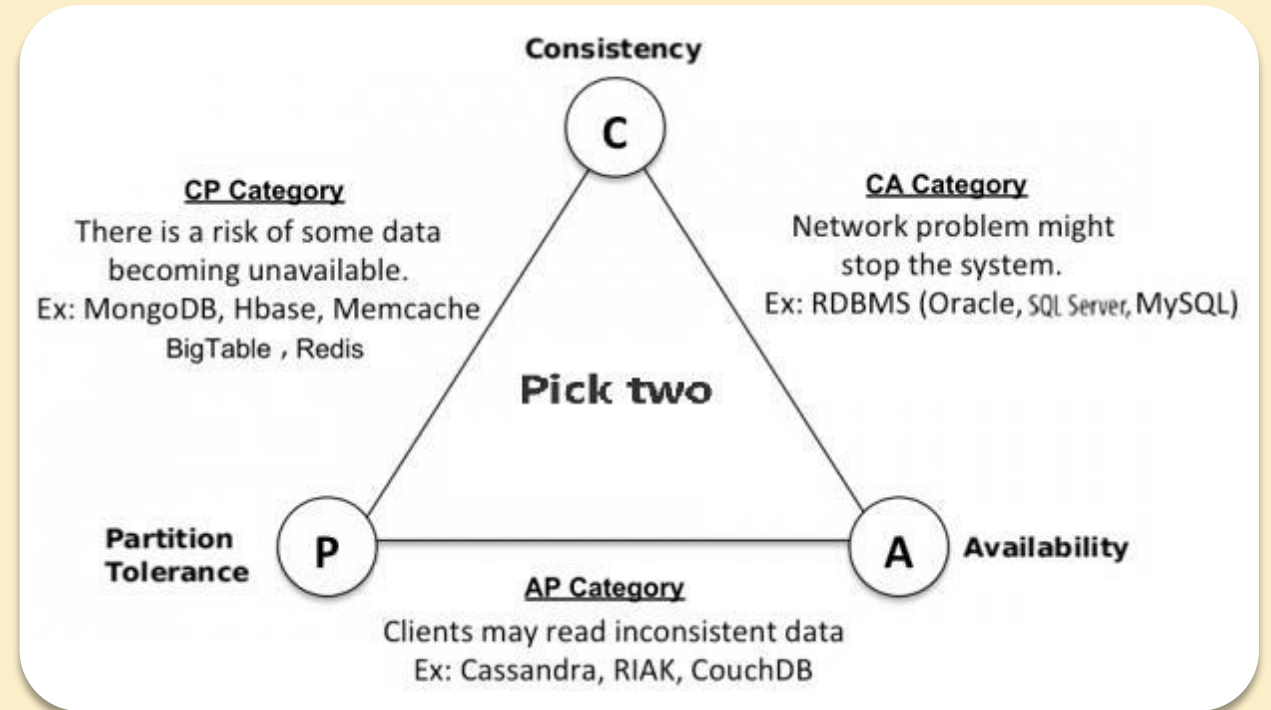 Consistency
C
CP Category
There is a risk of some data
becoming unavailable.
Ex: MongoDB, Hbase, Memcache
BigTable , Redis
CA Category
Network problem might
stop the system.
Ex: RDBMS (Oracle, SQL Server, MySQL)
Pick two
Partition
Tolerance
P
A
Availability
AP Category
Clients may read inconsistent data
Ex: Cassandra, RIAK, CouchDB